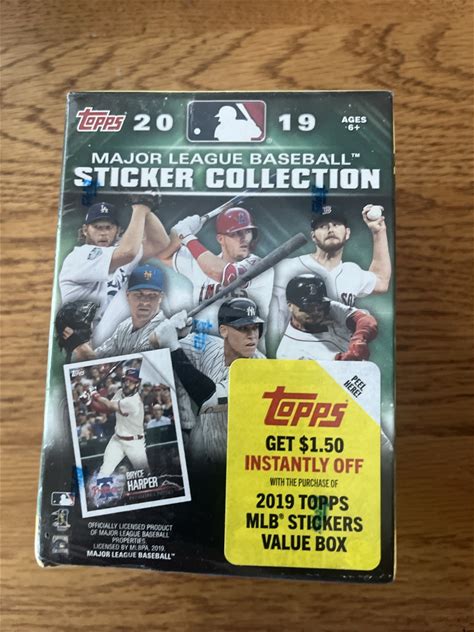 Topps 20 19 AGES
6+
MAJOR LEAGUE BASEBALL™
STICKER COLLECTION
PEEL
HERE!
Topps
GET $1.50
INSTANTLY OFF
WITH THE PURCHASE OF
2019 TOPPS
MLB® STICKERS
VALUE BOX
Topps
BRYCE
HARPER
OFFICIALLY LICENSED PRODUCT
OF MAJOR LEAGUE BASEBALL
PROPERTIES.
LICENSED BY MLBPA, 2019.
MAJOR LEAGUE BASEBALL™